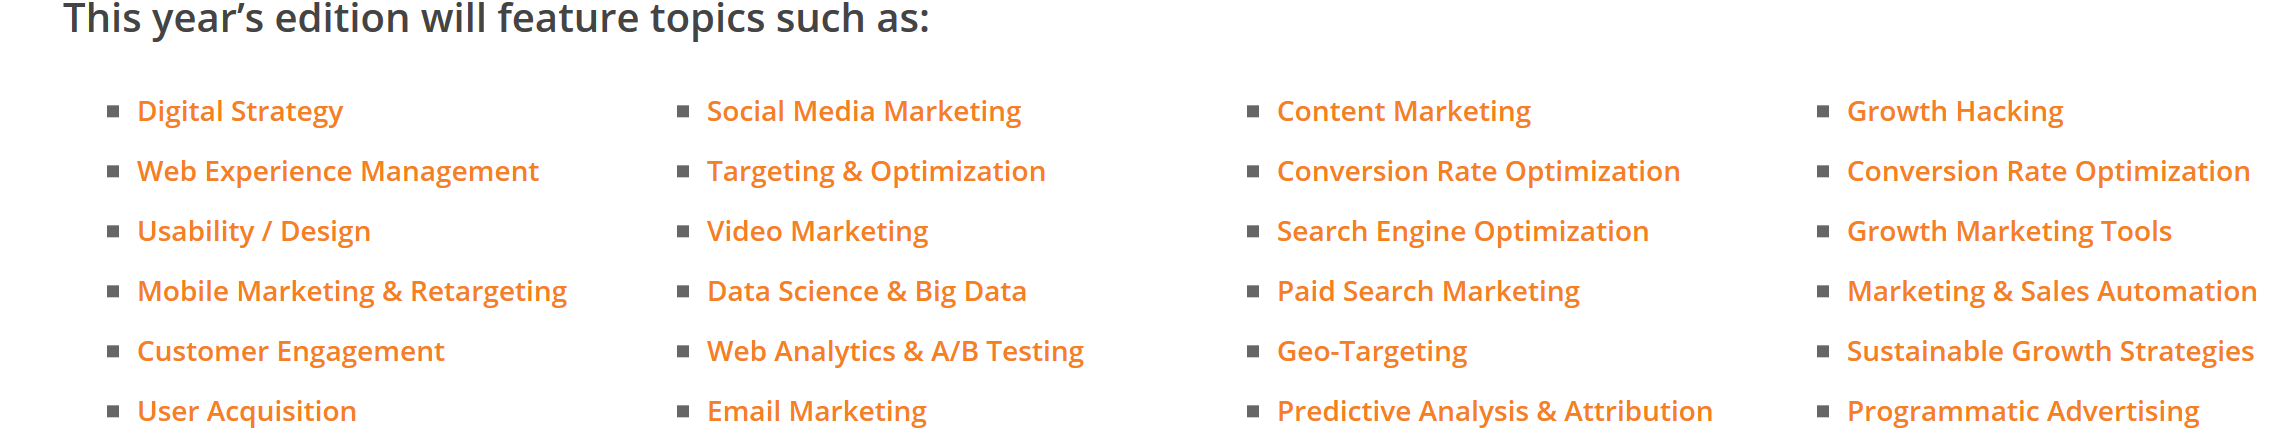 This year’s edition will feature topics such as:
Digital Strategy
Web Experience Management
Usability / Design
Mobile Marketing & Retargeting
Customer Engagement
User Acquisition
Social Media Marketing
Targeting & Optimization
Video Marketing
Data Science & Big Data
Web Analytics & A/B Testing
Email Marketing
Content Marketing
Conversion Rate Optimization
Search Engine Optimization
Paid Search Marketing
Geo-Targeting
Predictive Analysis & Attribution
Growth Hacking
Conversion Rate Optimization
Growth Marketing Tools
Marketing & Sales Automation
Sustainable Growth Strategies
Programmatic Advertising